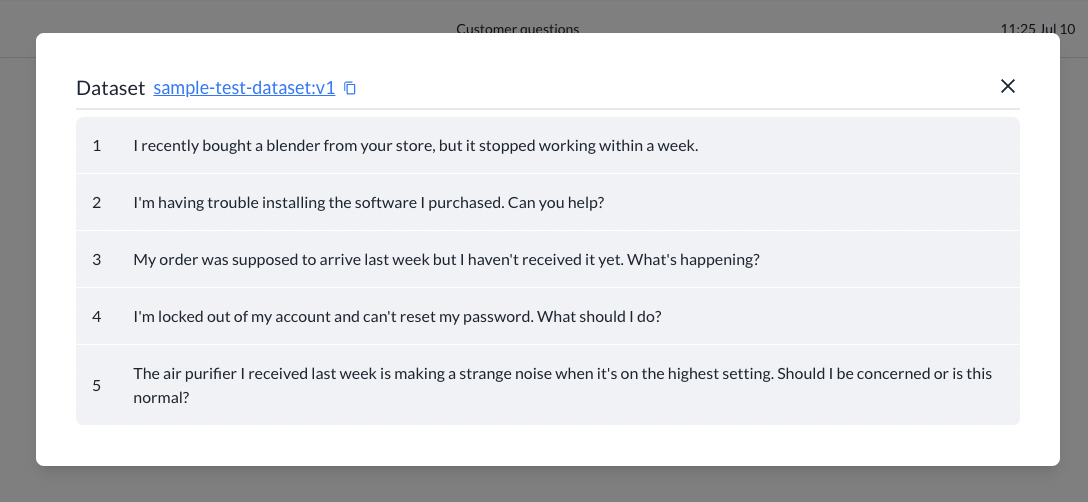 Customer questions 11:25 Jul 10
Dataset sample-test-dataset:v1
1 I recently bought a blender from your store, but it stopped working within a week.
2 I'm having trouble installing the software I purchased. Can you help?
3 My order was supposed to arrive last week but I haven't received it yet. What's happening?
4 I'm locked out of my account and can't reset my password. What should I do?
5 The air purifier I received last week is making a strange noise when it's on the highest setting. Should I be concerned or is this
normal?